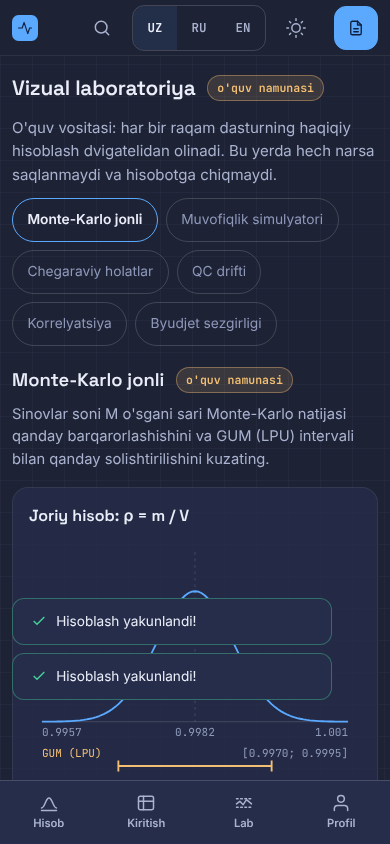 UZ RU EN
Vizual laboratoriya o'quv namunasi
O'quv vositasi: har bir raqam dasturning haqiqiy
hisoblash dvigatelidan olinadi. Bu yerda hech narsa
saqlanmaydi va hisobotga chiqmaydi.
Monte-Karlo jonli Muvofiqlik simulyatori
Chegaraviy holatlar QC drifti
Korrelyatsiya Byudjet sezgirligi
Monte-Karlo jonli o'quv namunasi
Sinovlar soni M o'sgani sari Monte-Karlo natijasi
qanday barqarorlashishini va GUM (LPU) intervali
bilan qanday solishtirilishini kuzating.
Joriy hisob: ρ = m / V
Hisoblash yakunlandi!
Hisoblash yakunlandi!
0.9957 0.9982 1.001
GUM (LPU) [0.9970; 0.9995]
Hisob Kiritish Lab Profil